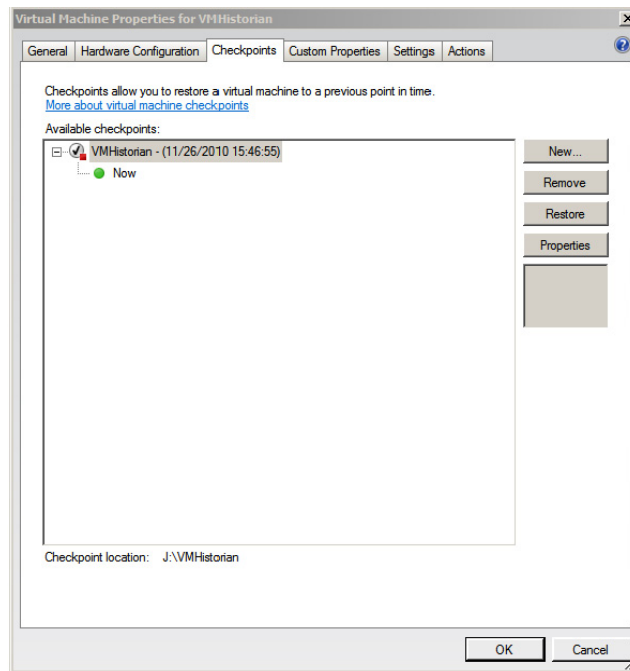 Virtual Machine Properties for VMHistorian
General Hardware Configuration Checkpoints Custom Properties Settings Actions
Checkpoints allow you to restore a virtual machine to a previous point in time.
More about virtual machine checkpoints
Available checkpoints:
VMHistorian - (11/26/2010 15:46:55)
Now
New...
Remove
Restore
Properties
Checkpoint location: J:\VMHistorian
OK Cancel